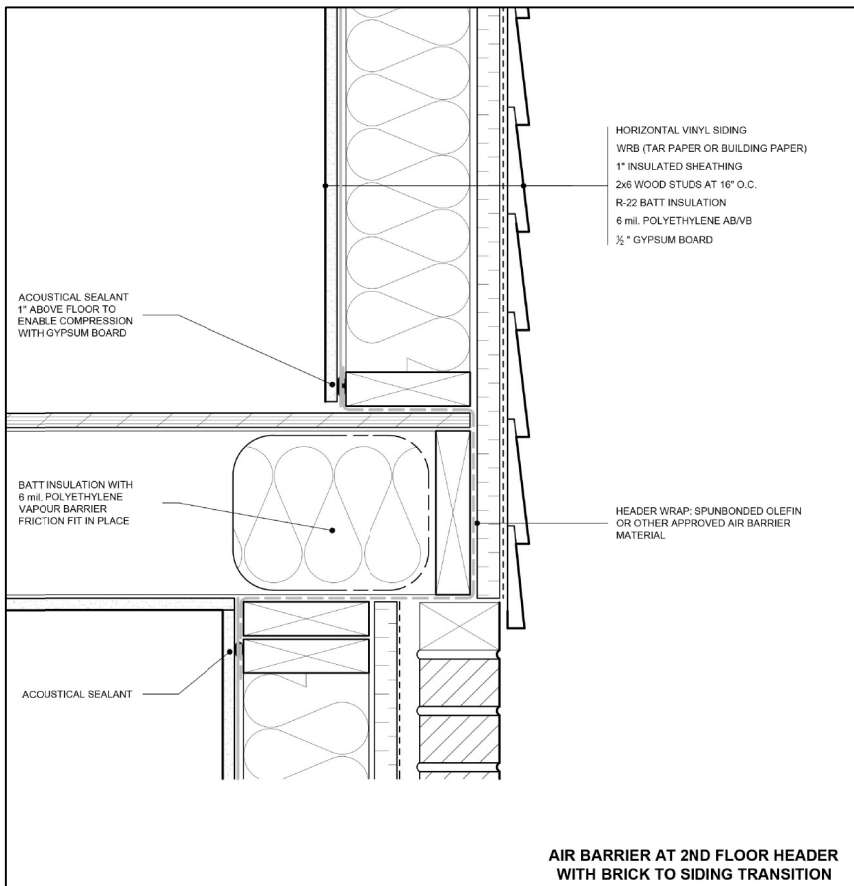 HORIZONTAL VINYL SIDING
WRB (TAR PAPER OR BUILDING PAPER)
1" INSULATED SHEATHING
2x6 WOOD STUDS AT 16" O.C.
R-22 BATT INSULATION
6 mil. POLYETHYLENE AB/VB
½" GYPSUM BOARD
ACOUSTICAL SEALANT
1" ABOVE FLOOR TO
ENABLE COMPRESSION
WITH GYPSUM BOARD
BATT INSULATION WITH
6 mil. POLYETHYLENE
VAPOUR BARRIER
FRICTION FIT IN PLACE
HEADER WRAP: SPUNBONDED OLEFIN
OR OTHER APPROVED AIR BARRIER
MATERIAL
ACOUSTICAL SEALANT
AIR BARRIER AT 2ND FLOOR HEADER
WITH BRICK TO SIDING TRANSITION